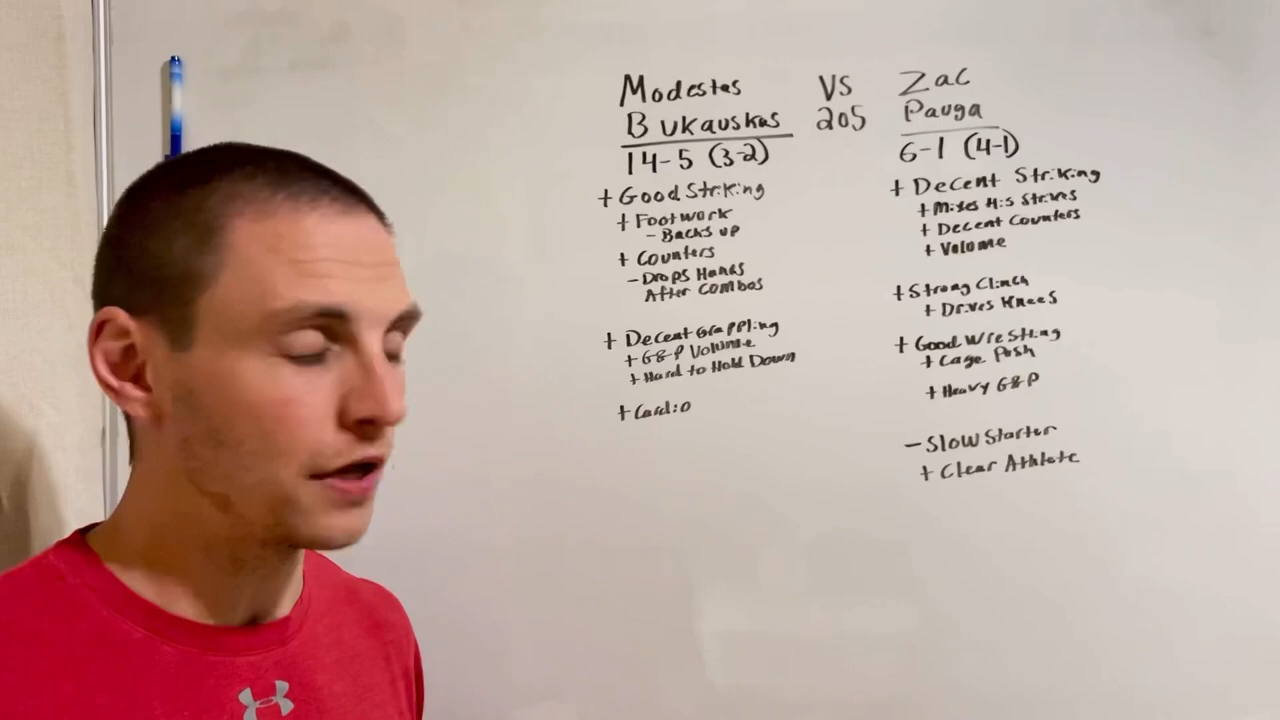 Modestas
Bukauskas
14-5 (3-2)
+ Good Striking
+ Footwork
- Backs up
+ Counters
- Drops Hands
After Combos
+ Decent Grappling
+ G&P Volume
+ Hard to Hold Down
+ Cardio
VS
205
Zac
Pauga
6-1 (4-1)
+ Decent Striking
+ Mixes His Strikes
+ Decent Counters
+ Volume
+ Strong Clinch
+ Drives Knees
+ Good Wrestling
+ Cage Push
+ Heavy G&P
- Slow Starter
+ Clear Athlete